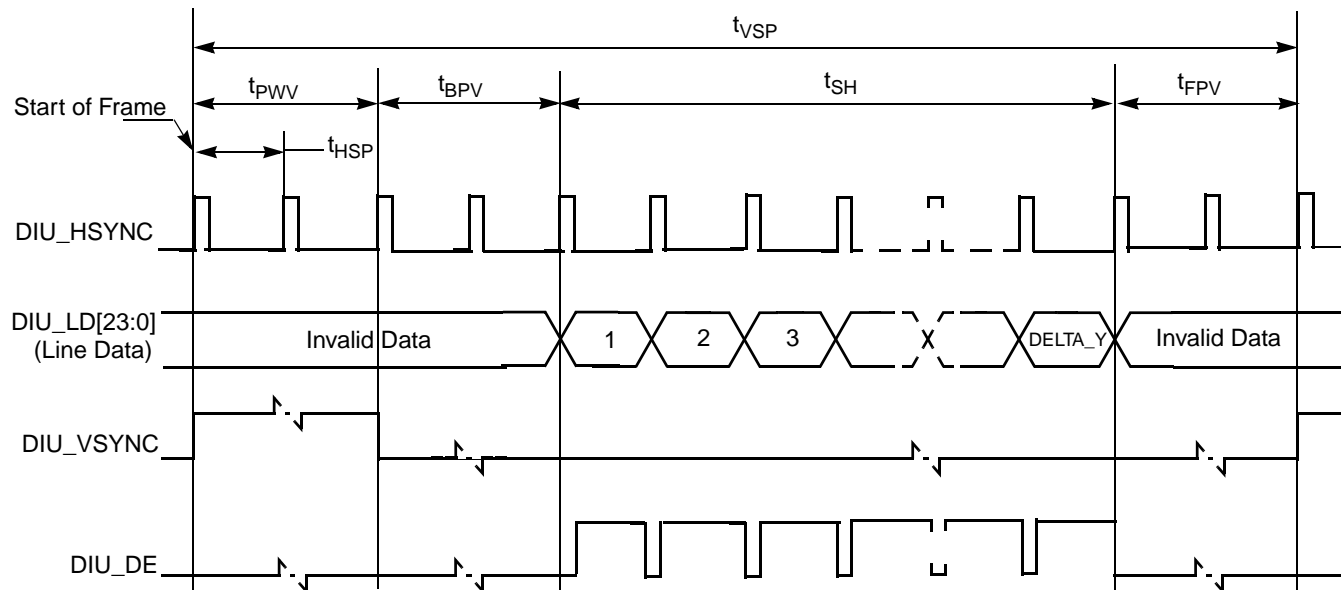 tVSP
tPWV tBPV tSH tFPV
Start of Frame
tHSP
DIU_HSYNC
DIU_LD[23:0]
(Line Data)
Invalid Data 1 2 3 DELTA_Y Invalid Data
DIU_VSYNC
DIU_DE